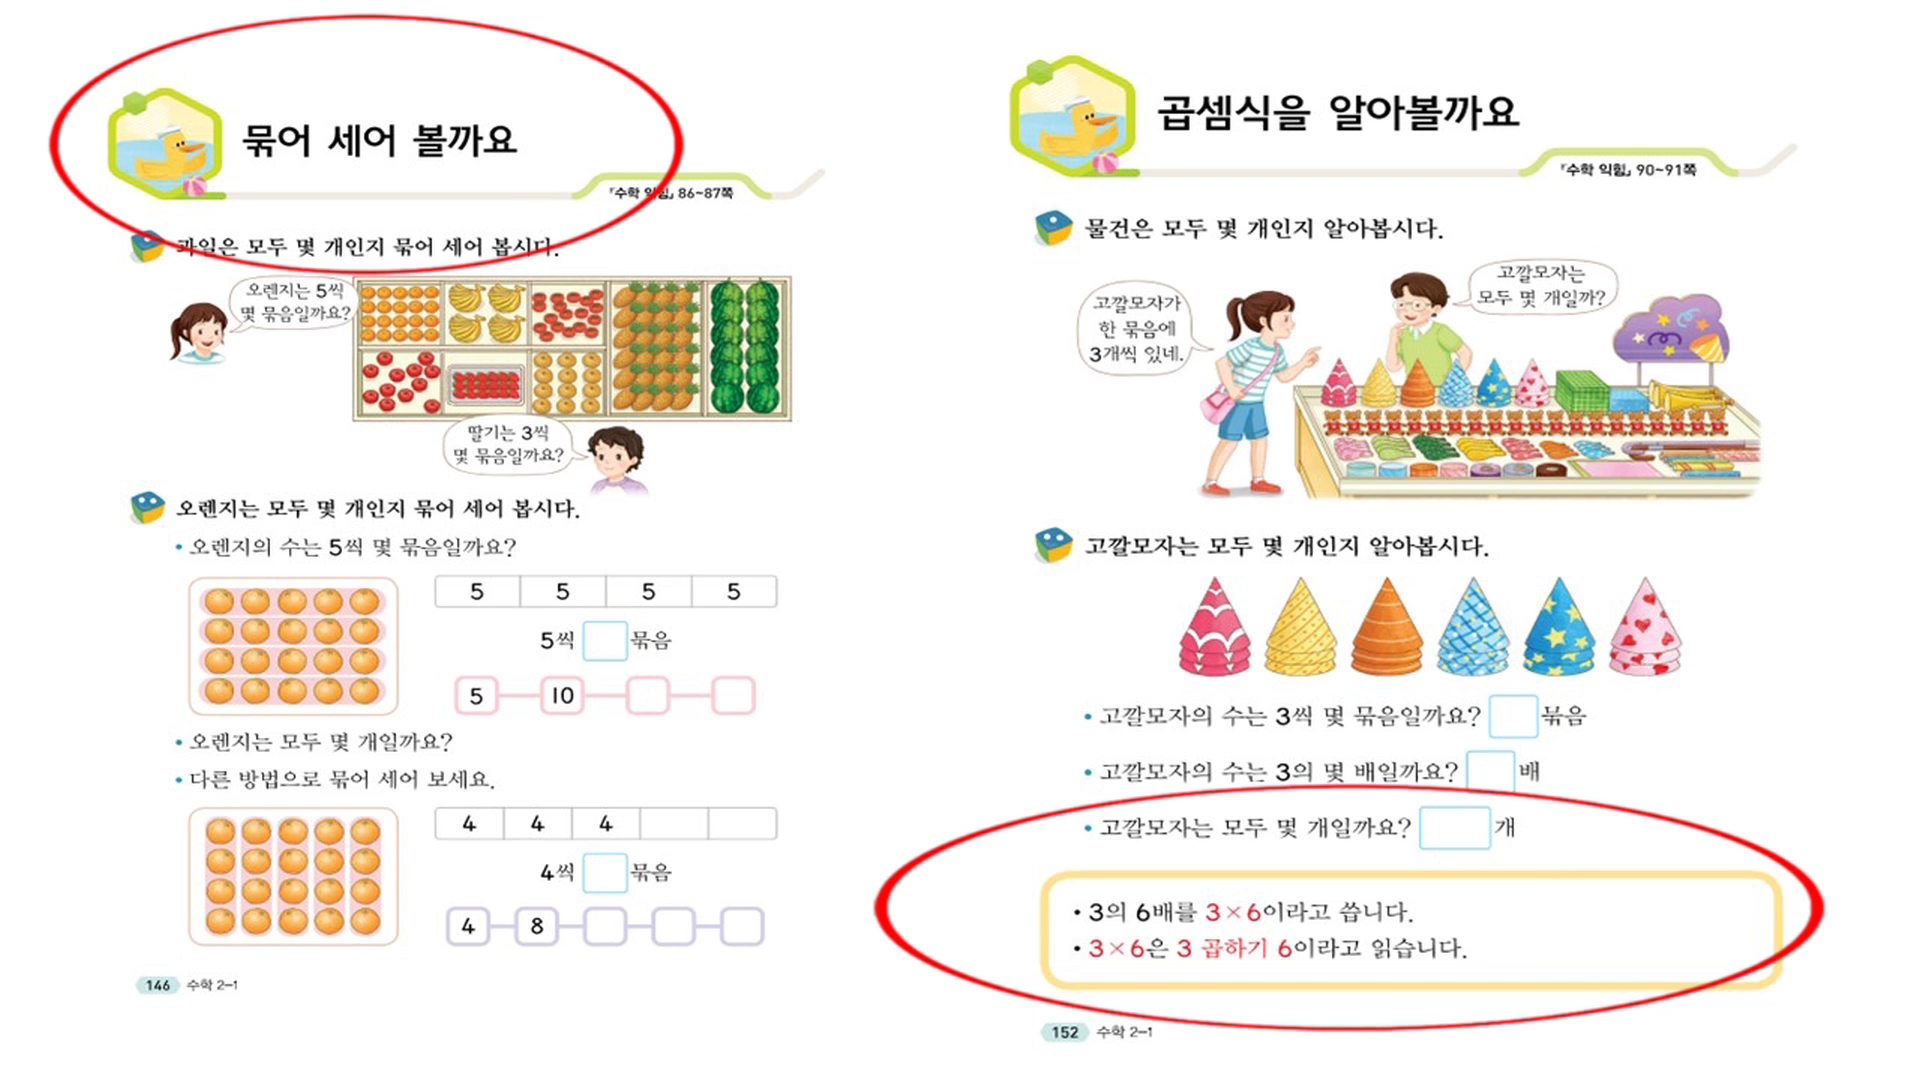 묶어 세어 볼까요
『수학 익힘』 86~87쪽
과일은 모두 몇 개인지 묶어 세어 봅시다.
오렌지는 5씩
몇 묶음일까요?
딸기는 3씩
몇 묶음일까요?
오렌지는 모두 몇 개인지 묶어 세어 봅시다.
• 오렌지의 수는 5씩 몇 묶음일까요?
5 5 5 5
5씩 묶음
5 10
• 오렌지는 모두 몇 개일까요?
• 다른 방법으로 묶어 세어 보세요.
4 4 4
4씩 묶음
4 8
146 수학 2-1
곱셈식을 알아볼까요
『수학 익힘』 90~91쪽
물건은 모두 몇 개인지 알아봅시다.
고깔모자가
한 묶음에
3개씩 있네.
고깔모자는
모두 몇 개일까?
고깔모자는 모두 몇 개인지 알아봅시다.
• 고깔모자의 수는 3씩 몇 묶음일까요? 묶음
• 고깔모자의 수는 3의 몇 배일까요? 배
• 고깔모자는 모두 몇 개일까요? 개
• 3의 6배를 3×6이라고 씁니다.
• 3×6은 3 곱하기 6이라고 읽습니다.
152 수학 2-1